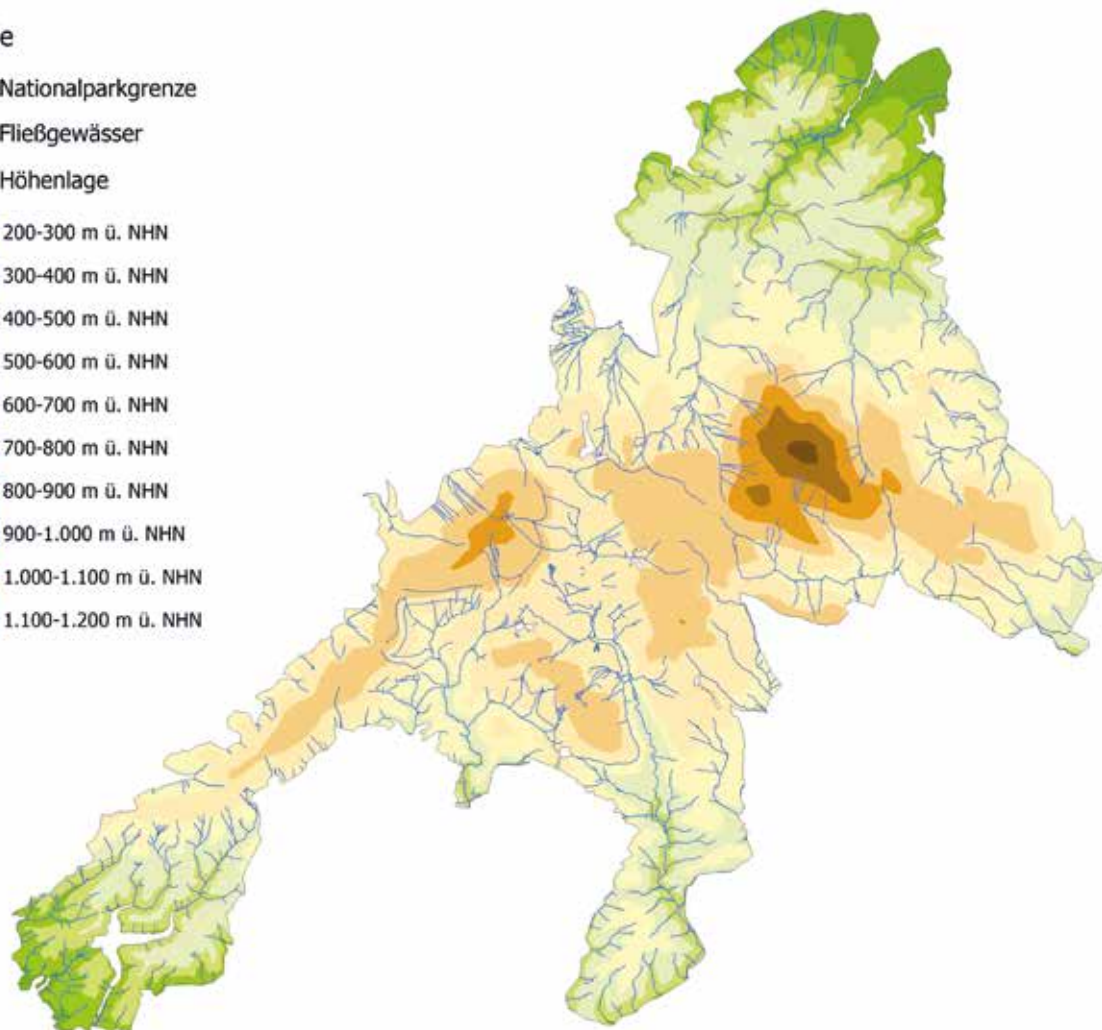 e
Nationalparkgrenze
Fließgewässer
Höhenlage
200-300 m ü. NHN
300-400 m ü. NHN
400-500 m ü. NHN
500-600 m ü. NHN
600-700 m ü. NHN
700-800 m ü. NHN
800-900 m ü. NHN
900-1.000 m ü. NHN
1.000-1.100 m ü. NHN
1.100-1.200 m ü. NHN